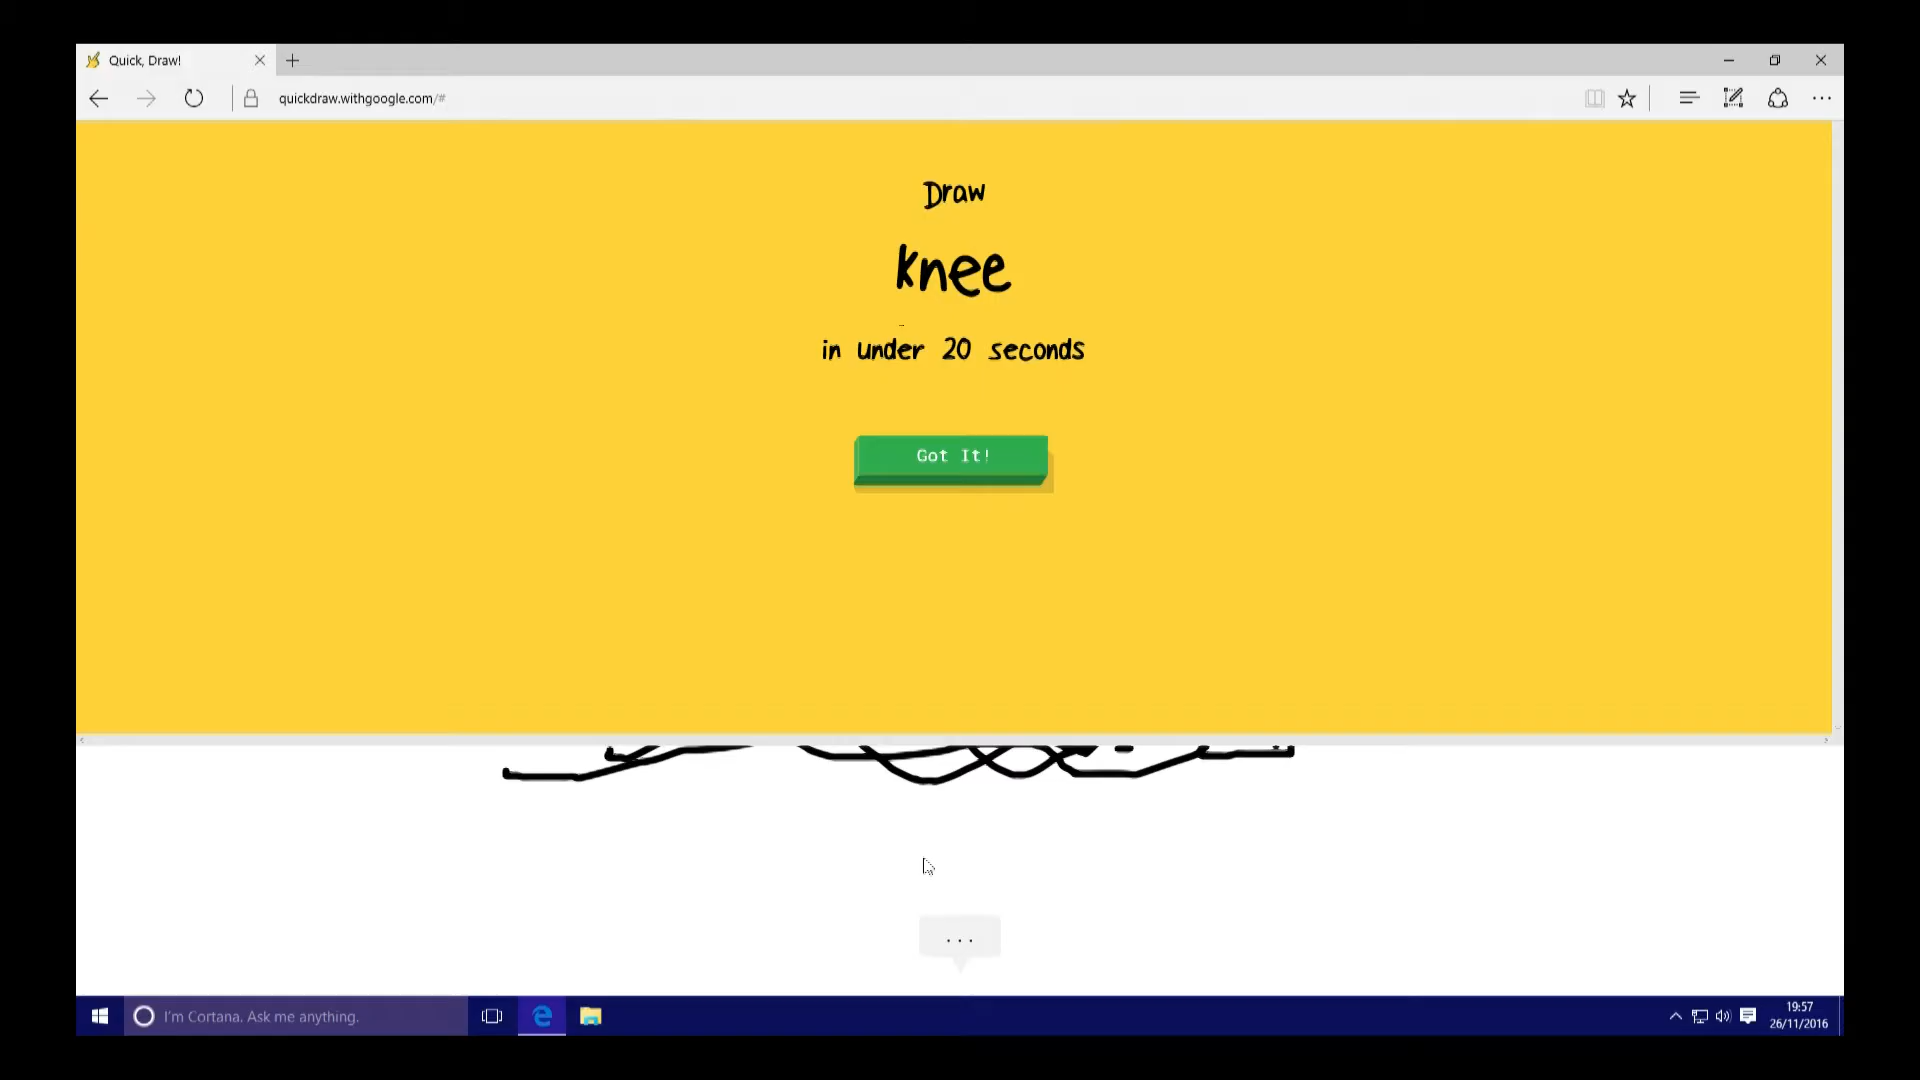 Quick, Draw!
quickdraw.withgoogle.com/#
Draw
knee
in under 20 seconds
Got It!
...
I'm Cortana. Ask me anything.
19:57
26/11/2016